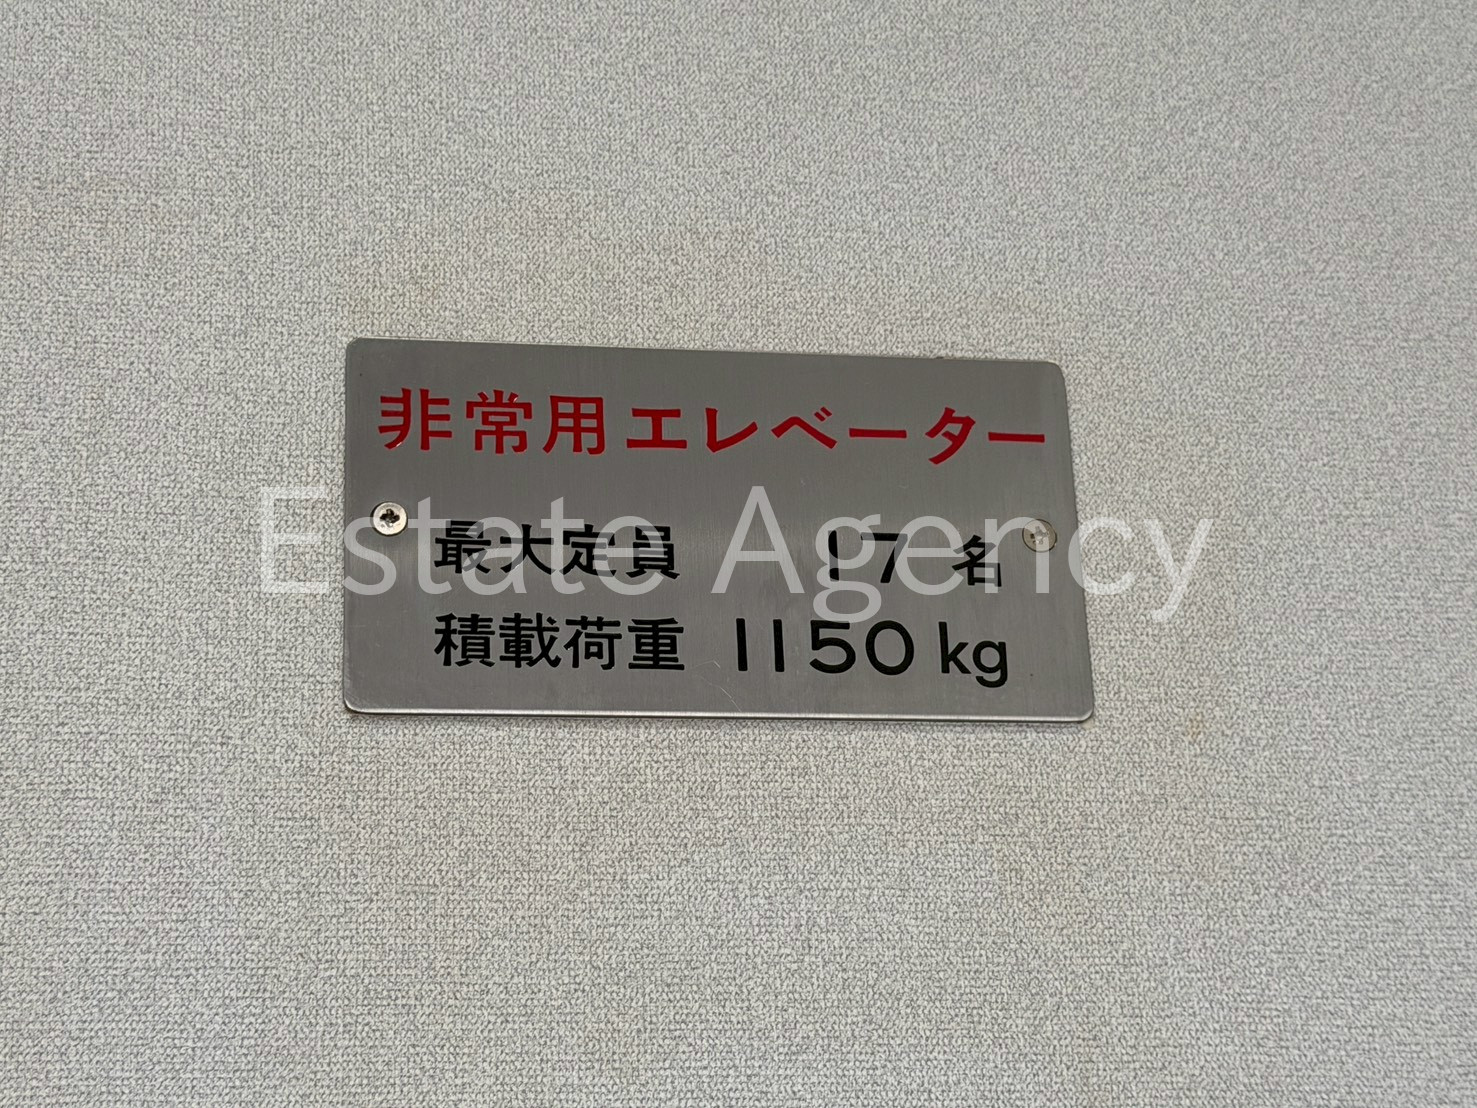 非常用エレベーター
最大定員 17 名
積載荷重 1150 kg
Estate Agency